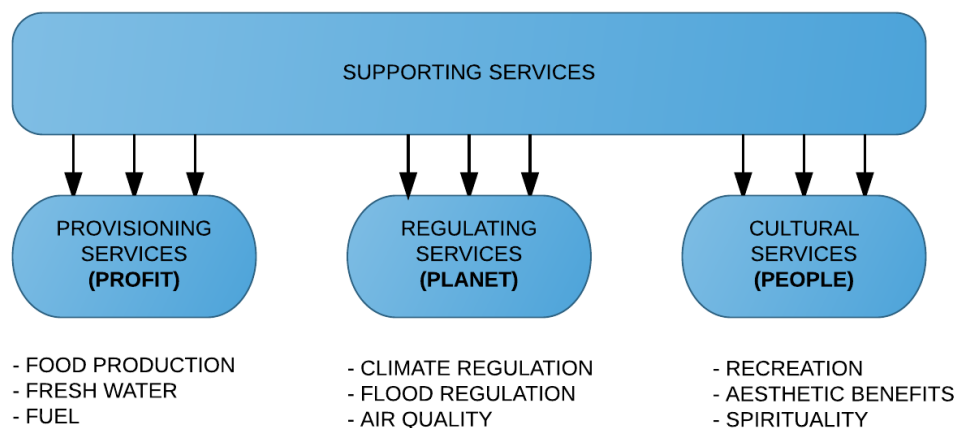 SUPPORTING SERVICES
PROVISIONING
SERVICES
(PROFIT)
REGULATING
SERVICES
(PLANET)
CULTURAL
SERVICES
(PEOPLE)
- FOOD PRODUCTION
- FRESH WATER
- FUEL
- CLIMATE REGULATION
- FLOOD REGULATION
- AIR QUALITY
- RECREATION
- AESTHETIC BENEFITS
- SPIRITUALITY